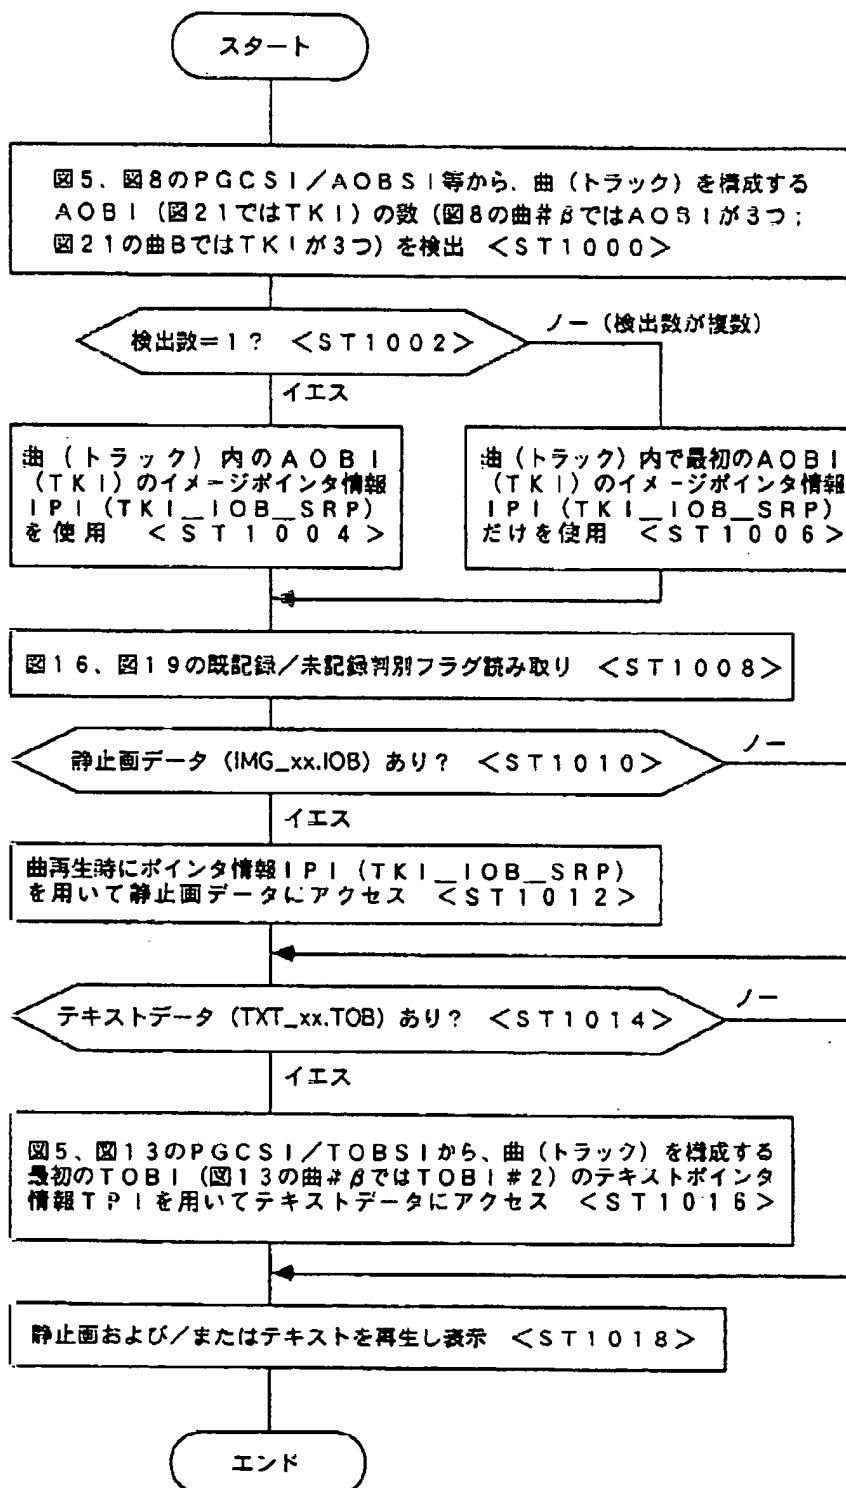 スタート
図5、図8のPGCSI/AOBSI等から、曲(トラック)を構成する
AOBI(図21ではTKI)の数(図8の曲#βではAOBIが3つ;
図21の曲BではTKIが3つ)を検出 <ST1000>
検出数=1? <ST1002>
ノー(検出数が複数)
イエス
曲(トラック)内のAOBI
(TKI)のイメージポインタ情報
IPI(TKI_IOB_SRP)
を使用 <ST1004>
曲(トラック)内で最初のAOBI
(TKI)のイメージポインタ情報
IPI(TKI_IOB_SRP)
だけを使用 <ST1006>
図16、図19の既記録/未記録判別フラグ読み取り <ST1008>
静止画データ(IMG_xx.IOB)あり? <ST1010>
ノー
イエス
曲再生時にポインタ情報IPI(TKI_IOB_SRP)
を用いて静止画データにアクセス <ST1012>
テキストデータ(TXT_xx.TOB)あり? <ST1014>
ノー
イエス
図5、図13のPGCSI/TOBSIから、曲(トラック)を構成する
最初のTOBI(図13の曲#βではTOBI#2)のテキストポインタ
情報TPIを用いてテキストデータにアクセス <ST1016>
静止画および/またはテキストを再生し表示 <ST1018>
エンド